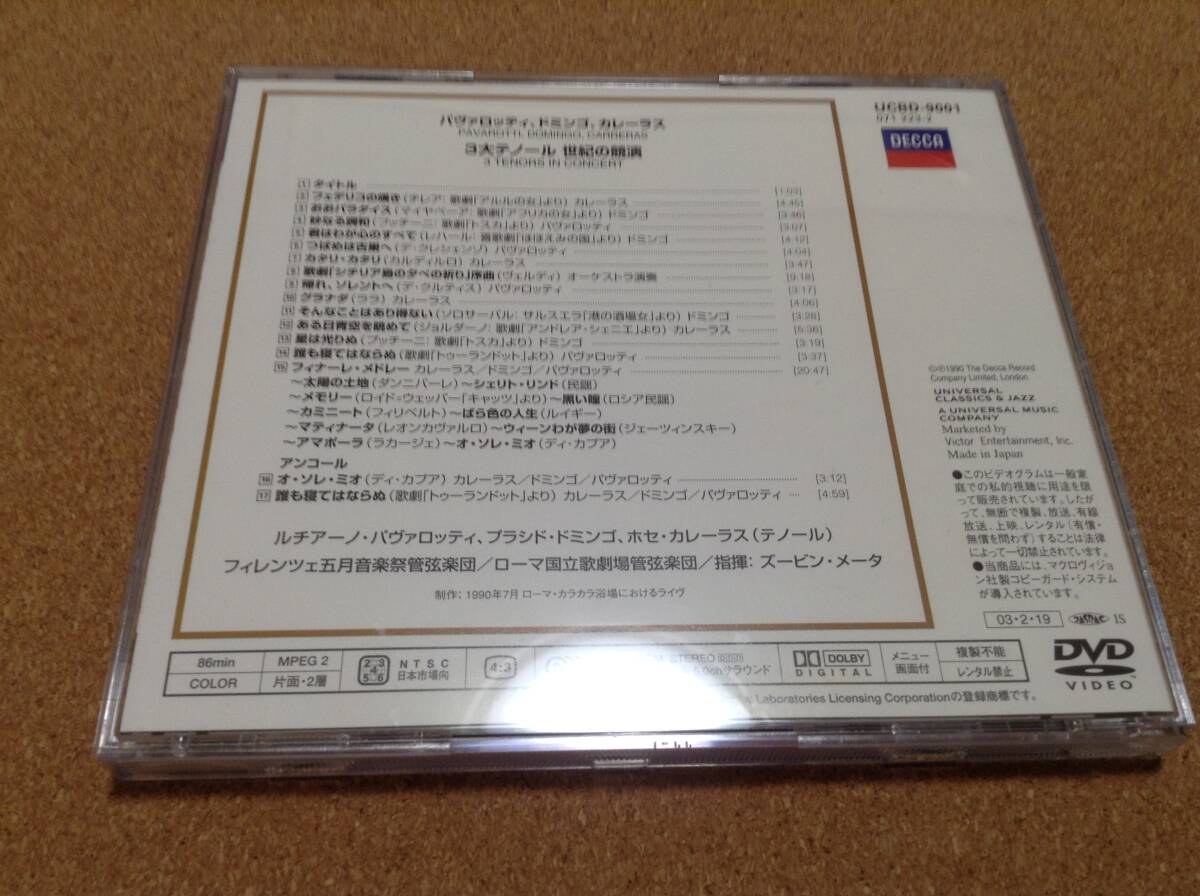 パヴァロッティ、ドミンゴ、カレーラス
PAVAROTTI, DOMINGO, CARRERAS
3大テノール 世紀の競演
3 TENORS IN CONCERT
1 タイトル [1:03]
2 フェデリコの嘆き(チレア: 歌劇「アルルの女」より) カレーラス [4:45]
3 おおパラダイス(マイヤベーア: 歌劇「アフリカの女」より) ドミンゴ [3:46]
4 妙なる調和(プッチーニ: 歌劇「トスカ」より) パヴァロッティ [3:07]
5 君はわが心のすべて(レハール: 喜歌劇「ほほえみの国」より) ドミンゴ [4:12]
6 つばめは古巣へ(デ・クレシェンゾ) パヴァロッティ [4:04]
7 カタリ・カタリ(カルディルロ) カレーラス [3:47]
8 歌劇「シチリア島の夕べの祈り」序曲(ヴェルディ) オーケストラ演奏 [9:18]
9 帰れ、ソレントへ(デ・クルティス) パヴァロッティ [3:17]
10 グラナダ(ララ) カレーラス [4:06]
11 そんなことはあり得ない(ソロサーバル: サルスエラ「港の酒場女」より) ドミンゴ [3:28]
12 ある日青空を眺めて(ジョルダーノ: 歌劇「アンドレア・シェニエ」より) カレーラス [5:36]
13 星は光りぬ(プッチーニ: 歌劇「トスカ」より) ドミンゴ [3:19]
14 誰も寝てはならぬ(歌劇「トゥーランドット」より) パヴァロッティ [3:37]
15 フィナーレ・メドレー カレーラス/ドミンゴ/パヴァロッティ [20:47]
〜太陽の土地(ダンニバーレ)〜シェリト・リンド(民謡)
〜メモリー(ロイド=ウェッバー「キャッツ」より)〜黒い瞳(ロシア民謡)
〜カミニート(フィリベルト)〜ばら色の人生(ルイギー)
〜マティナータ(レオンカヴァルロ)〜ウィーンわが夢の街(ジェーツィンスキー)
〜アマポーラ(ラカージェ)〜オ・ソレ・ミオ(ディ・カプア)
アンコール
16 オ・ソレ・ミオ(ディ・カプア) カレーラス/ドミンゴ/パヴァロッティ [3:12]
17 誰も寝てはならぬ(歌劇「トゥーランドット」より) カレーラス/ドミンゴ/パヴァロッティ [4:59]
ルチアーノ・パヴァロッティ、プラシド・ドミンゴ、ホセ・カレーラス(テノール)
フィレンツェ五月音楽祭管弦楽団/ローマ国立歌劇場管弦楽団/指揮: ズービン・メータ
制作: 1990年7月 ローマ・カラカラ浴場におけるライヴ
UCBD-9001
071 223-2
DECCA
©℗1990 The Decca Record
Company Limited, London
UNIVERSAL
CLASSICS & JAZZ
A UNIVERSAL MUSIC
COMPANY
Marketed by
Victor Entertainment, Inc.
Made in Japan
●このビデオグラムは一般家
庭での私的視聴に用途を限っ
て販売されています。したが
って、無断で複製、放送、有線
放送、上映、レンタル(有償・
無償を問わず)することは法律
によって一切禁止されています。
●当商品には、マクロヴィジョ
ン社製コピーガード・システム
が導入されています。
03・2・19 JASRAC IS
86min
COLOR
MPEG 2
片面・2層
2 3 4 5 6
NTSC
日本市場向
4:3
STEREO
5.0chサラウンド
DOLBY
DIGITAL
メニュー
画面付
複製不能
レンタル禁止
DVD
VIDEO
Laboratories Licensing Corporationの登録商標です。